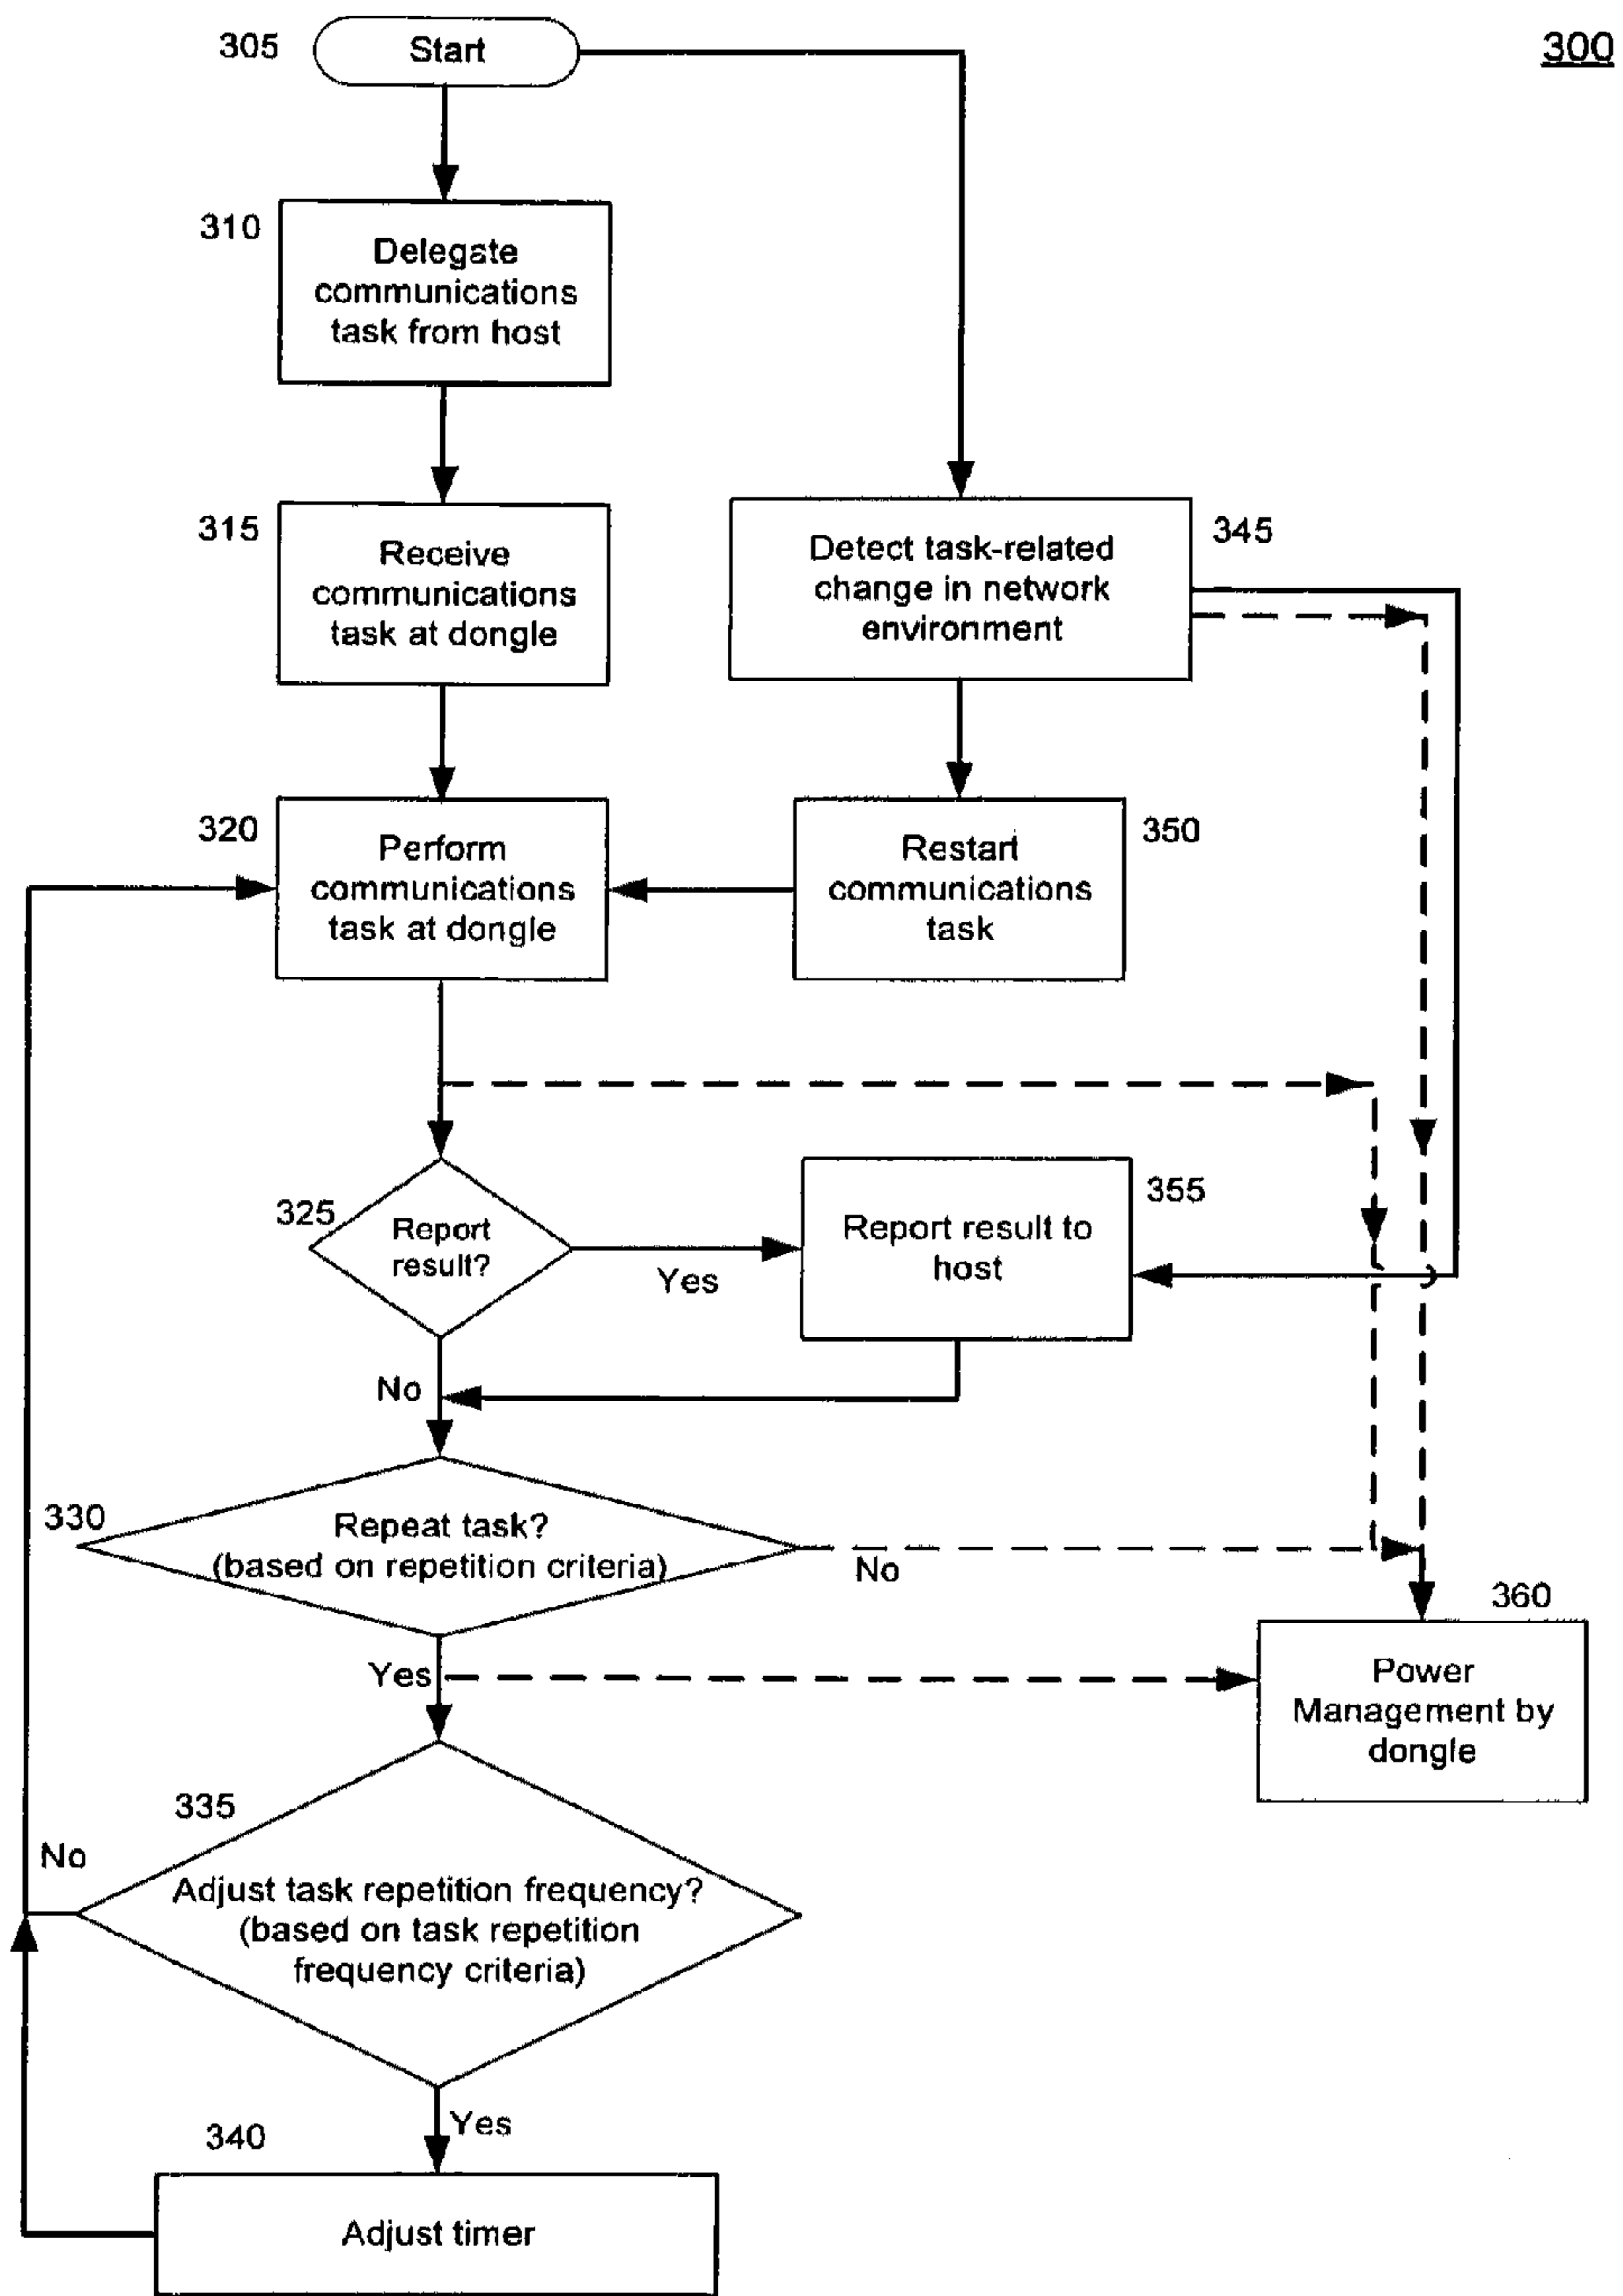 300
305
Start
310
Delegate
communications
task from host
315
Receive
communications
task at dongle
345
Detect task-related
change in network
environment
320
Perform
communications
task at dongle
350
Restart
communications
task
325
Report
result?
Yes
No
355
Report result to
host
330
Repeat task?
(based on repetition criteria)
No
Yes
360
Power
Management by
dongle
335
No
Adjust task repetition frequency?
(based on task repetition
frequency criteria)
Yes
340
Adjust timer